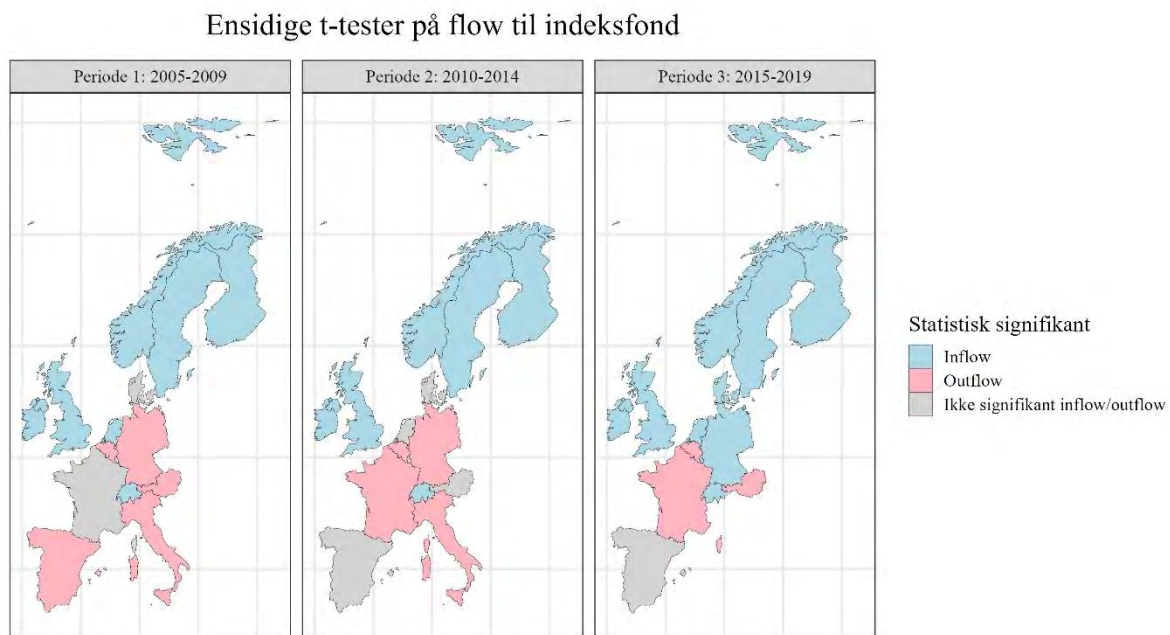 Ensidige t-tester på flow til indeksfond
Periode 1: 2005-2009
Periode 2: 2010-2014
Periode 3: 2015-2019
Statistisk signifikant
Inflow
Outflow
Ikke signifikant inflow/outflow